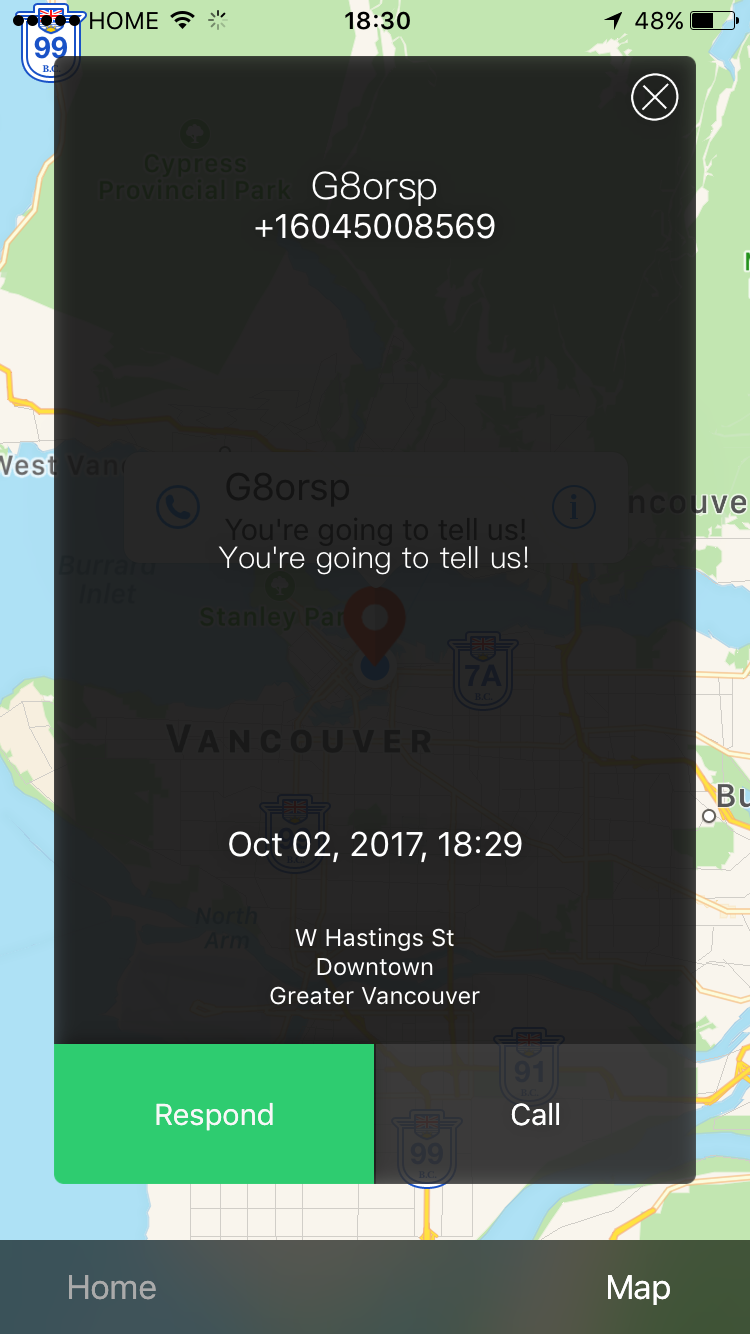 HOME
18:30
48%
99
B.C.
Cypress
Provincial Park
G8orsp
+16045008569
West Van
ncouve
G8orsp
You're going to tell us!
You're going to tell us!
Burrard
Inlet
Stanley Par
7A
B.C.
VANCOUVER
Bu
Oct 02, 2017, 18:29
North
Arm
W Hastings St
Downtown
Greater Vancouver
Respond
Call
91
B.C.
99
B.C.
Home
Map